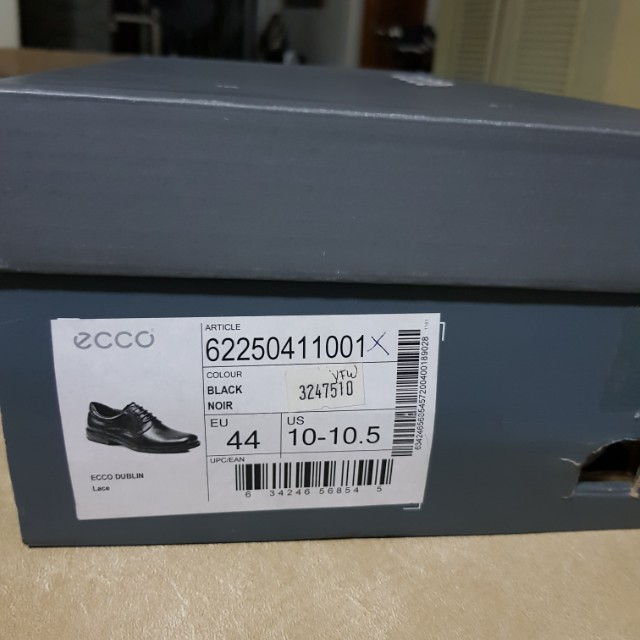 ecco
ARTICLE
62250411001 X
COLOUR
BLACK
NOIR
VFW
3247510
EU
44
US
10-10.5
ECCO DUBLIN
Lace
UPC/EAN
6 34246 56854 5